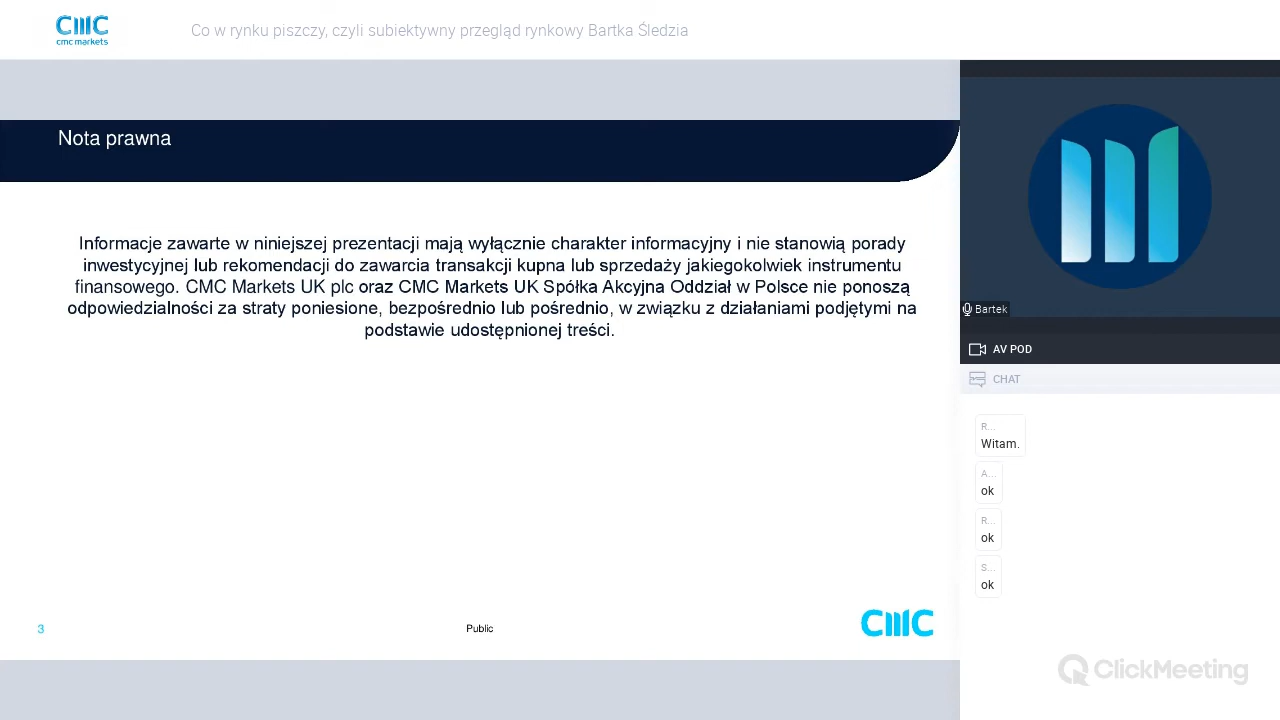 CMC
cmc markets
Co w rynku piszczy, czyli subiektywny przegląd rynkowy Bartka Śledzia
Nota prawna
Informacje zawarte w niniejszej prezentacji mają wyłącznie charakter informacyjny i nie stanowią porady
inwestycyjnej lub rekomendacji do zawarcia transakcji kupna lub sprzedaży jakiegokolwiek instrumentu
finansowego. CMC Markets UK plc oraz CMC Markets UK Spółka Akcyjna Oddział w Polsce nie ponoszą
odpowiedzialności za straty poniesione, bezpośrednio lub pośrednio, w związku z działaniami podjętymi na
podstawie udostępnionej treści.
3
Public
CMC
Bartek
AV POD
CHAT
R...
Witam.
A...
ok
R...
ok
S...
ok
ClickMeeting